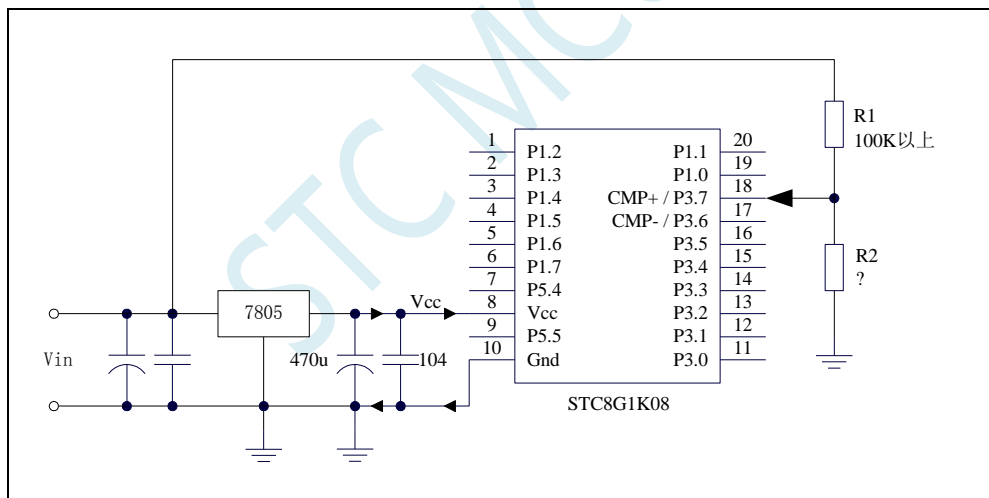 STC MCU
R1
100K以上
1 P1.2 P1.1 20
2 P1.3 P1.0 19
3 P1.4 CMP+ / P3.7 18
4 P1.5 CMP- / P3.6 17
5 P1.6 P3.5 16
6 P1.7 P3.4 15
7 P5.4 P3.3 14
8 Vcc P3.2 13
9 P5.5 P3.1 12
10 Gnd P3.0 11
R2
?
7805
Vcc
Vin
470u
104
STC8G1K08